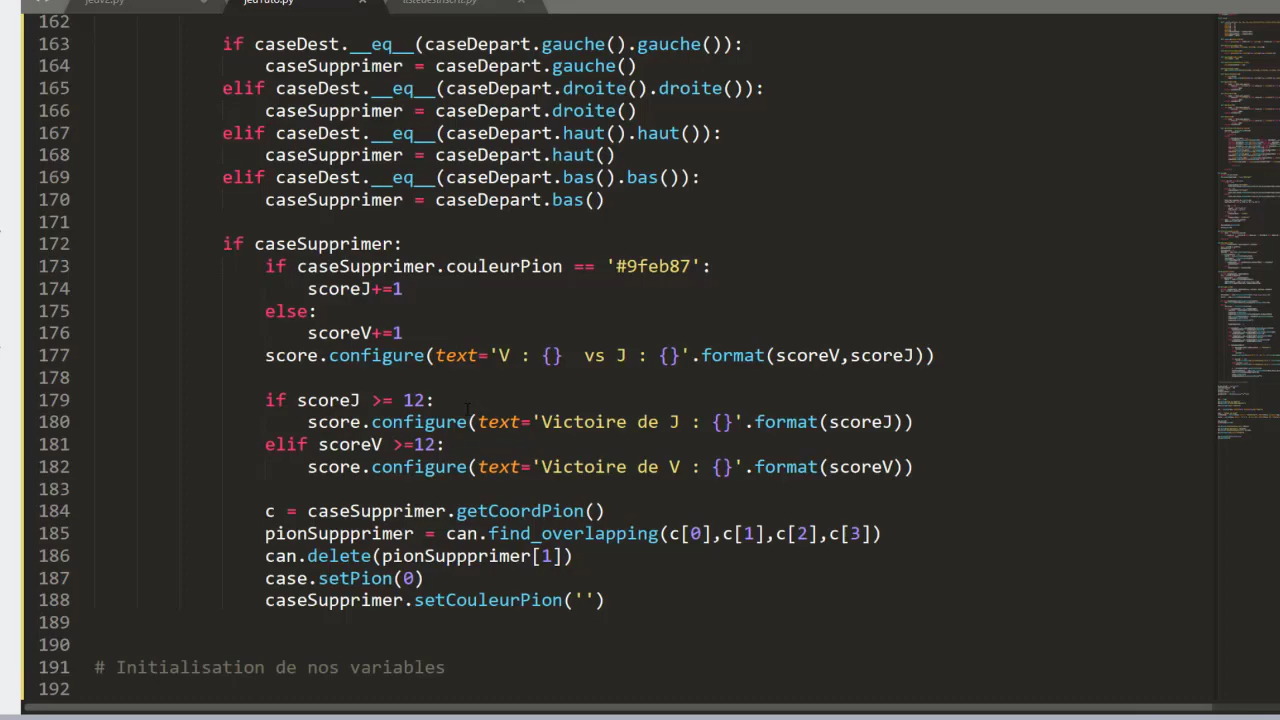 jeuTuto.py
162
163 if caseDest.__eq__(caseDepart.gauche().gauche()):
164 caseSupprimer = caseDepart.gauche()
165 elif caseDest.__eq__(caseDepart.droite().droite()):
166 caseSupprimer = caseDepart.droite()
167 elif caseDest.__eq__(caseDepart.haut().haut()):
168 caseSupprimer = caseDepart.haut()
169 elif caseDest.__eq__(caseDepart.bas().bas()):
170 caseSupprimer = caseDepart.bas()
171
172 if caseSupprimer:
173 if caseSupprimer.couleurPion == '#9feb87':
174 scoreJ+=1
175 else:
176 scoreV+=1
177 score.configure(text='V : {}  vs J : {}'.format(scoreV,scoreJ))
178
179 if scoreJ >= 12:
180 score.configure(text='Victoire de J : {}'.format(scoreJ))
181 elif scoreV >=12:
182 score.configure(text='Victoire de V : {}'.format(scoreV))
183
184 c = caseSupprimer.getCoordPion()
185 pionSuppprimer = can.find_overlapping(c[0],c[1],c[2],c[3])
186 can.delete(pionSuppprimer[1])
187 case.setPion(0)
188 caseSupprimer.setCouleurPion('')
189
190
191 # Initialisation de nos variables
192